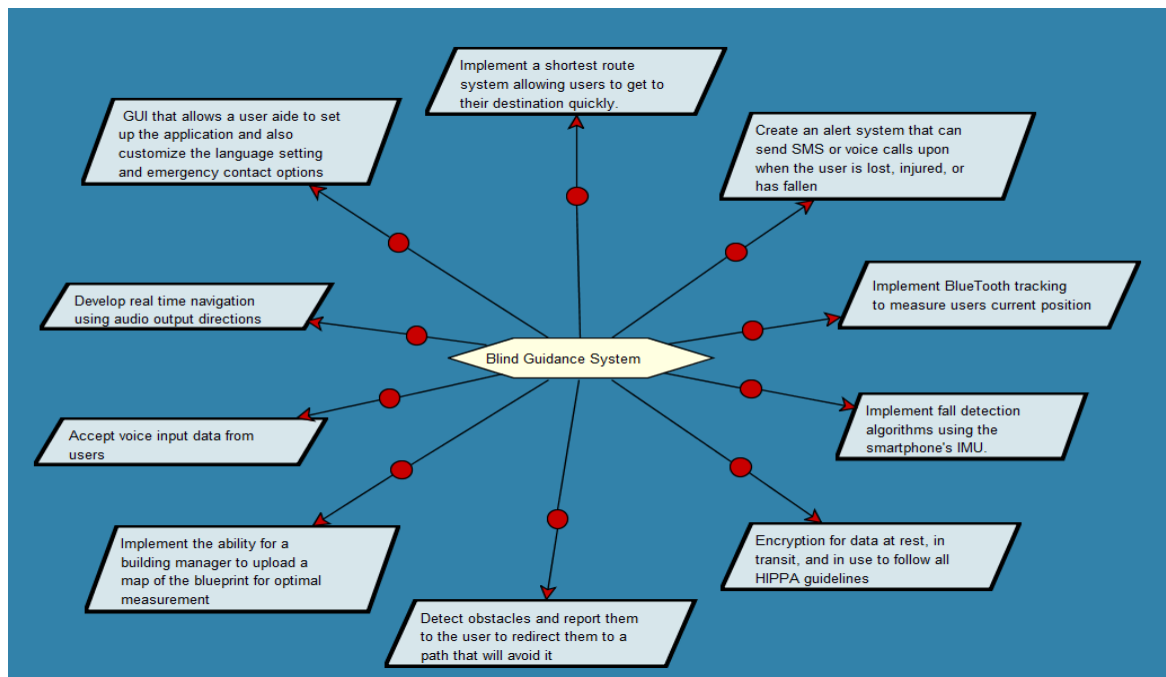 Implement a shortest route
system allowing users to get to
their destination quickly.
GUI that allows a user aide to set
up the application and also
customize the language setting
and emergency contact options
Create an alert system that can
send SMS or voice calls upon
when the user is lost, injured, or
has fallen
Develop real time navigation
using audio output directions
Implement BlueTooth tracking
to measure users current position
Blind Guidance System
Accept voice input data from
users
Implement fall detection
algorithms using the
smartphone's IMU.
Implement the ability for a
building manager to upload a
map of the blueprint for optimal
measurement
Encryption for data at rest, in
transit, and in use to follow all
HIPPA guidelines
Detect obstacles and report them
to the user to redirect them to a
path that will avoid it